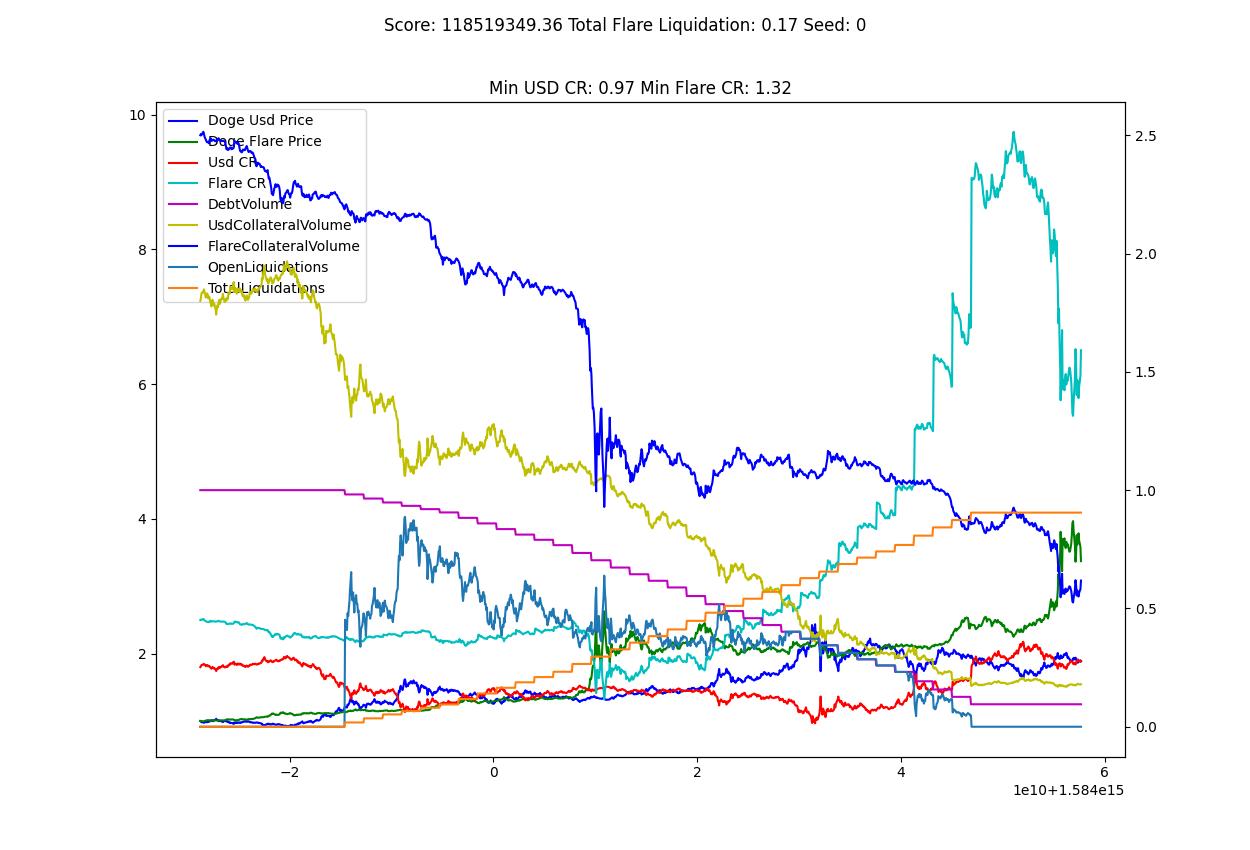 Score: 118519349.36 Total Flare Liquidation: 0.17 Seed: 0
Min USD CR: 0.97 Min Flare CR: 1.32
Doge Usd Price
Doge Flare Price
Usd CR
Flare CR
DebtVolume
UsdCollateralVolume
FlareCollateralVolume
OpenLiquidations
TotalLiquidations
10
8
6
4
2
2.5
2.0
1.5
1.0
0.5
0.0
−2
0
2
4
6
1e10+1.584e15